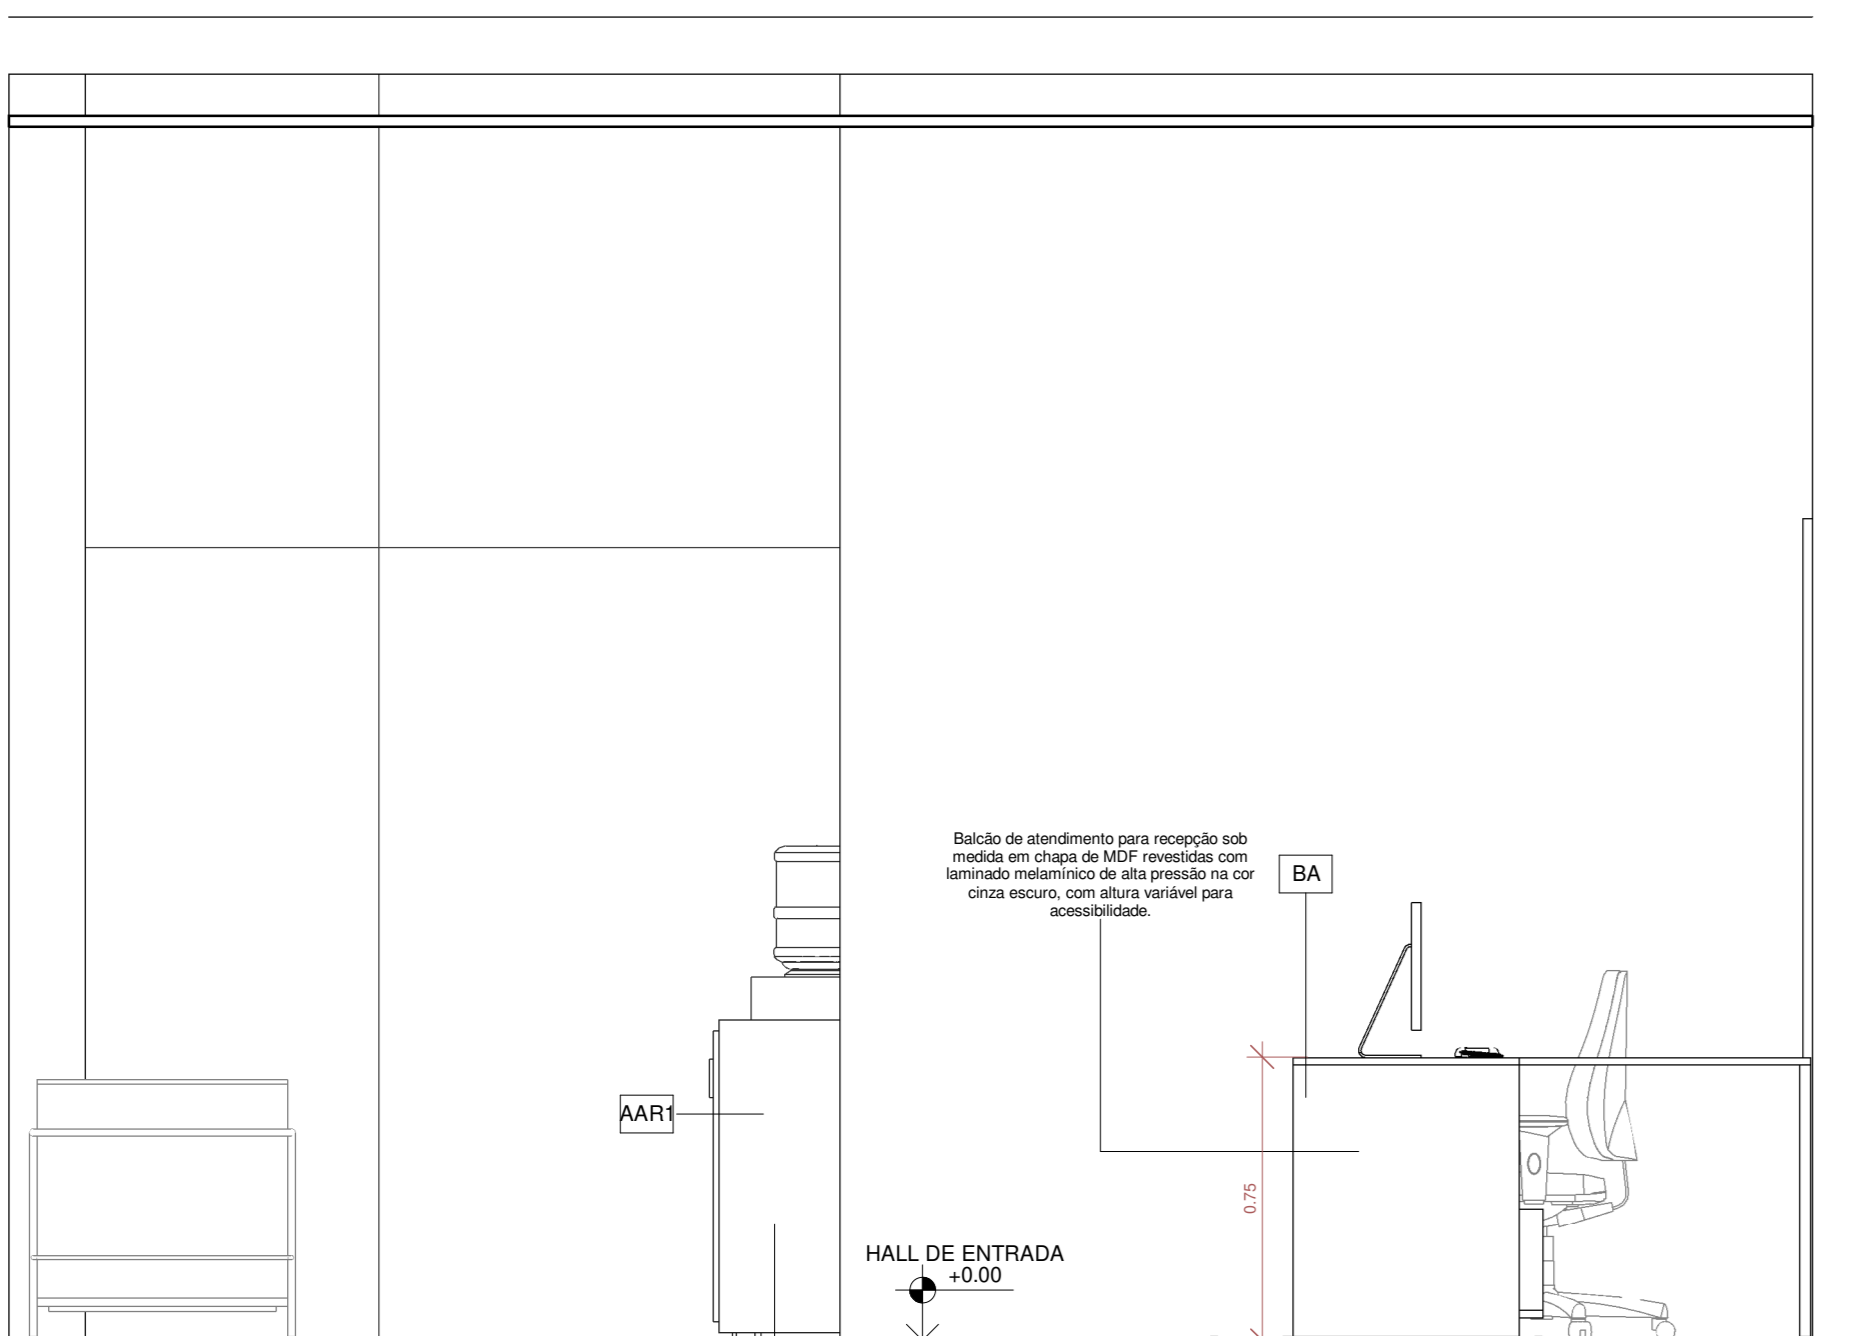 Balcão de atendimento para recepção sob
medida em chapa de MDF revestidas com
laminado melamínico de alta pressão na cor
cinza escuro, com altura variável para
acessibilidade.
BA
AAR1
0.75
HALL DE ENTRADA
+0.00